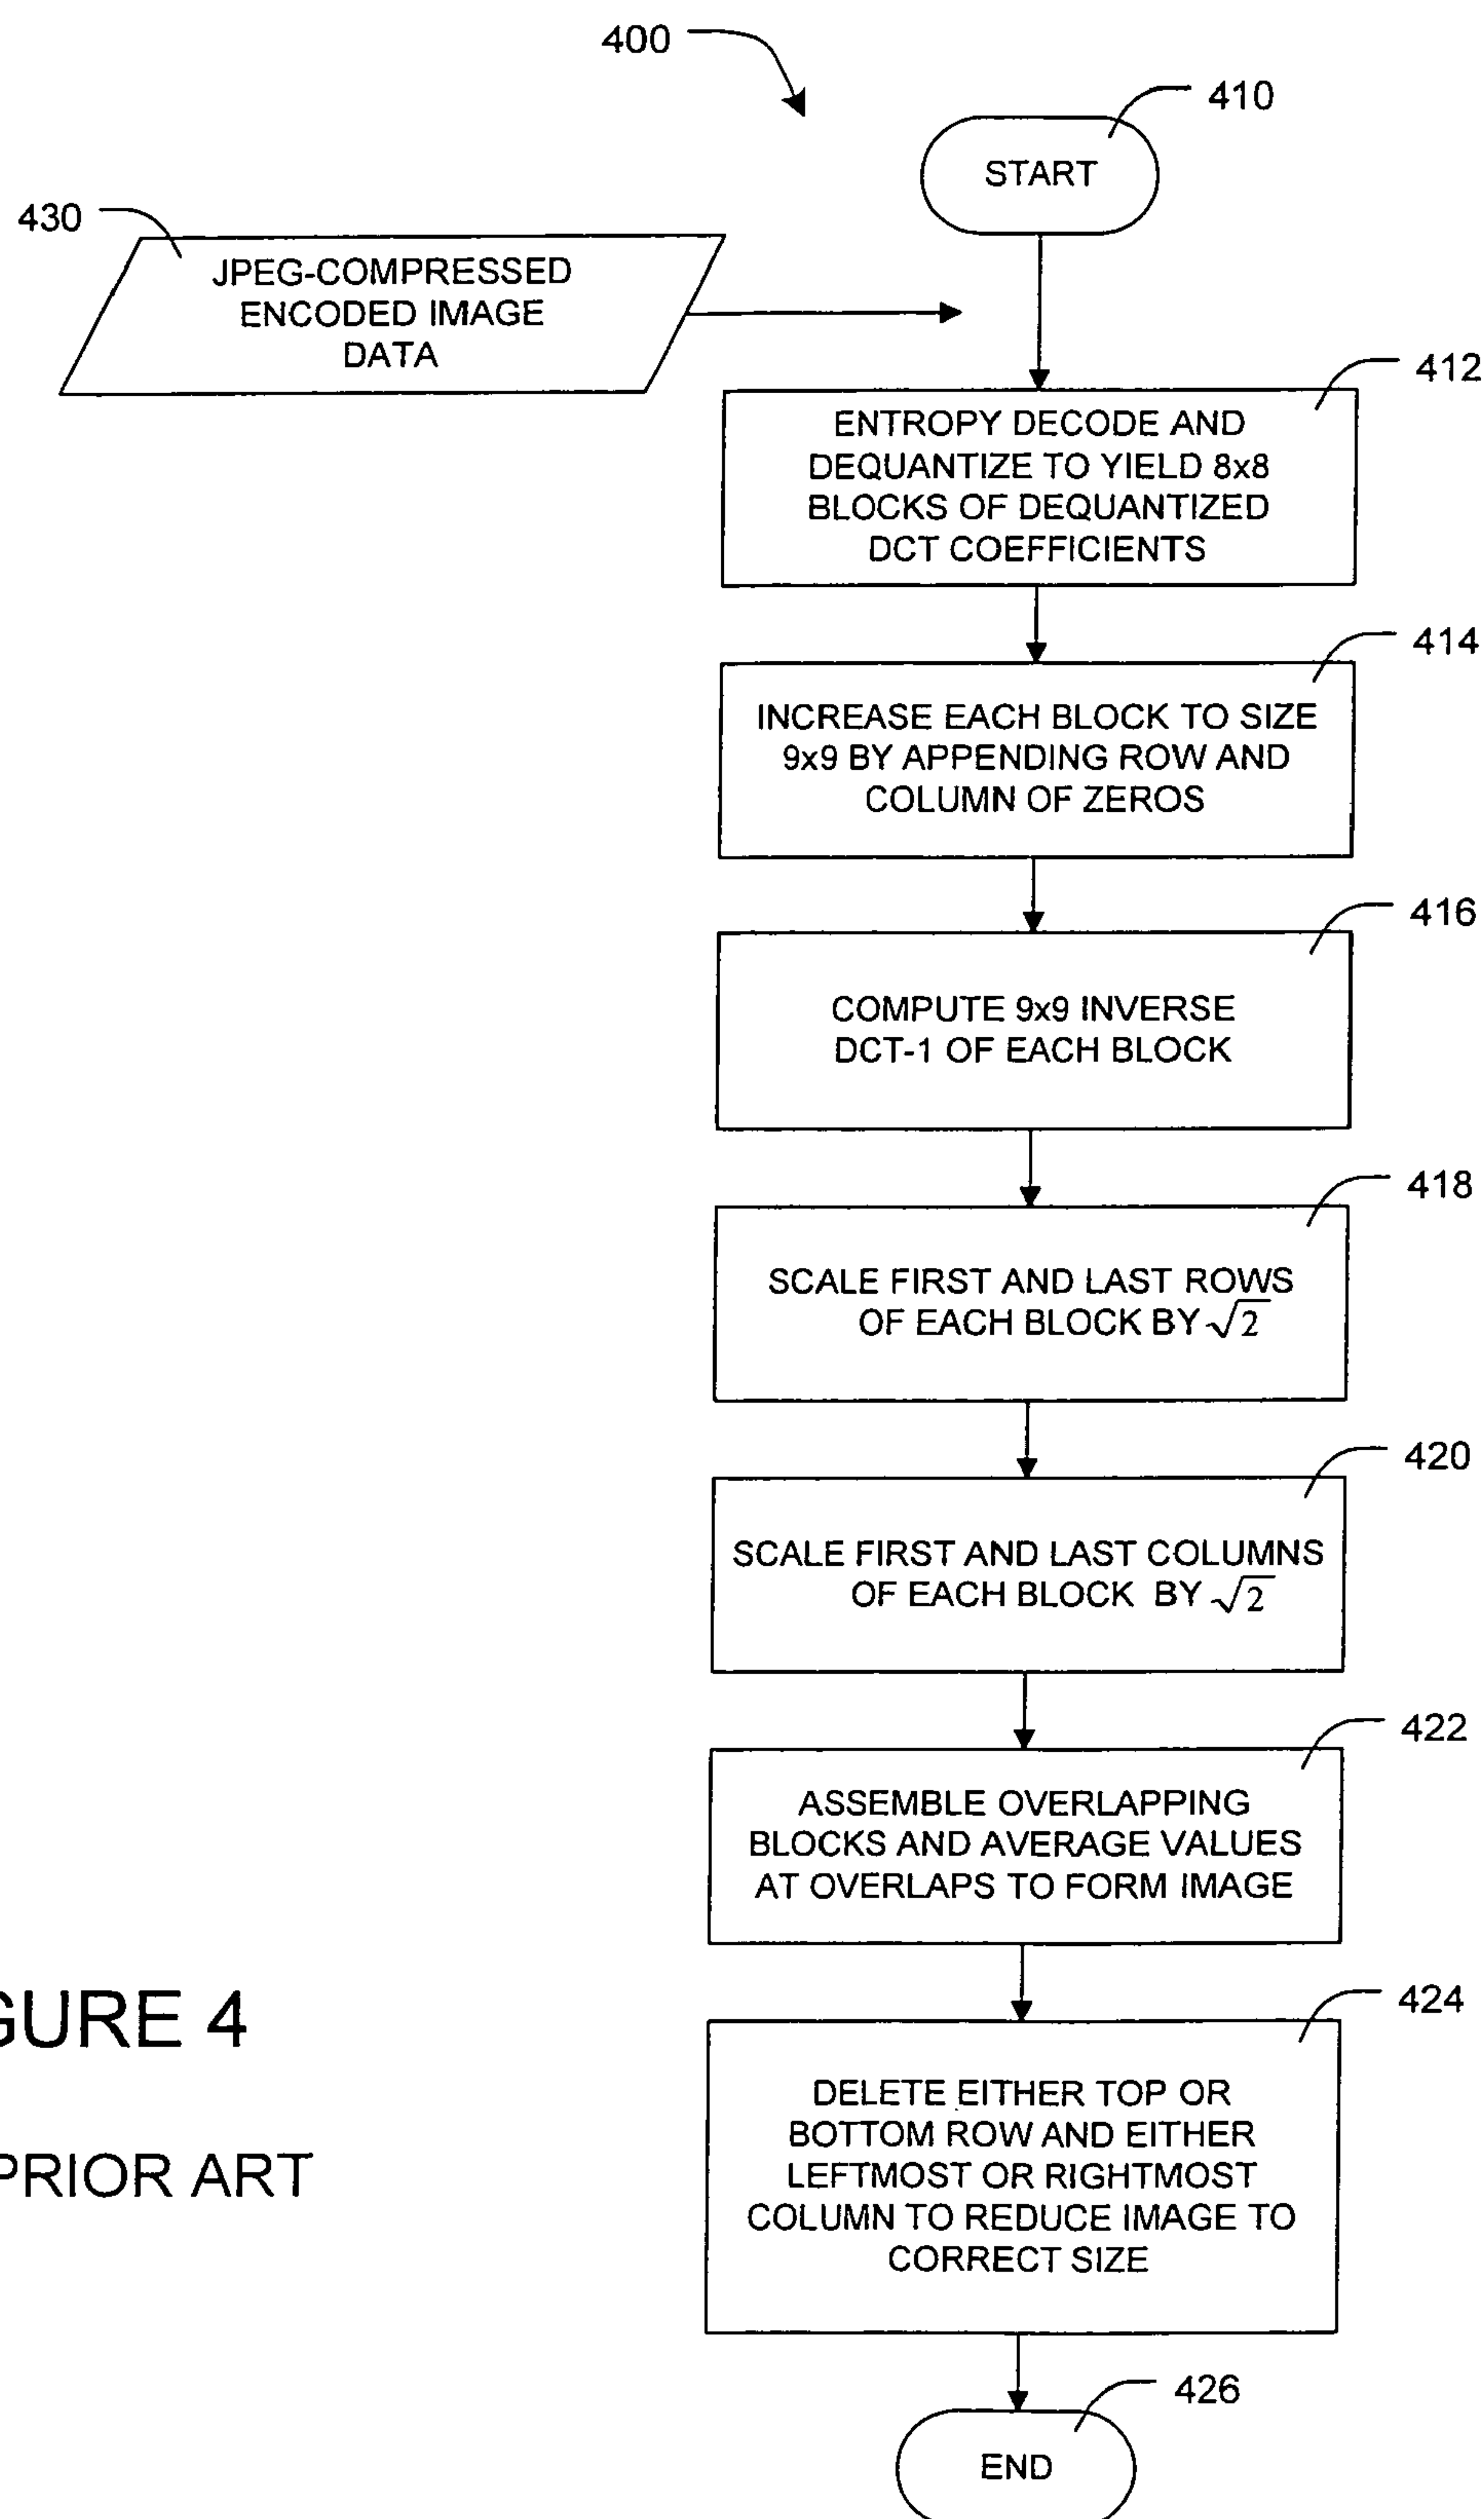 400
410
START
430
JPEG-COMPRESSED
ENCODED IMAGE
DATA
412
ENTROPY DECODE AND
DEQUANTIZE TO YIELD 8x8
BLOCKS OF DEQUANTIZED
DCT COEFFICIENTS
414
INCREASE EACH BLOCK TO SIZE
9x9 BY APPENDING ROW AND
COLUMN OF ZEROS
416
COMPUTE 9x9 INVERSE
DCT-1 OF EACH BLOCK
418
SCALE FIRST AND LAST ROWS
OF EACH BLOCK BY √2
420
SCALE FIRST AND LAST COLUMNS
OF EACH BLOCK BY √2
422
ASSEMBLE OVERLAPPING
BLOCKS AND AVERAGE VALUES
AT OVERLAPS TO FORM IMAGE
424
DELETE EITHER TOP OR
BOTTOM ROW AND EITHER
LEFTMOST OR RIGHTMOST
COLUMN TO REDUCE IMAGE TO
CORRECT SIZE
GURE 4
PRIOR ART
426
END